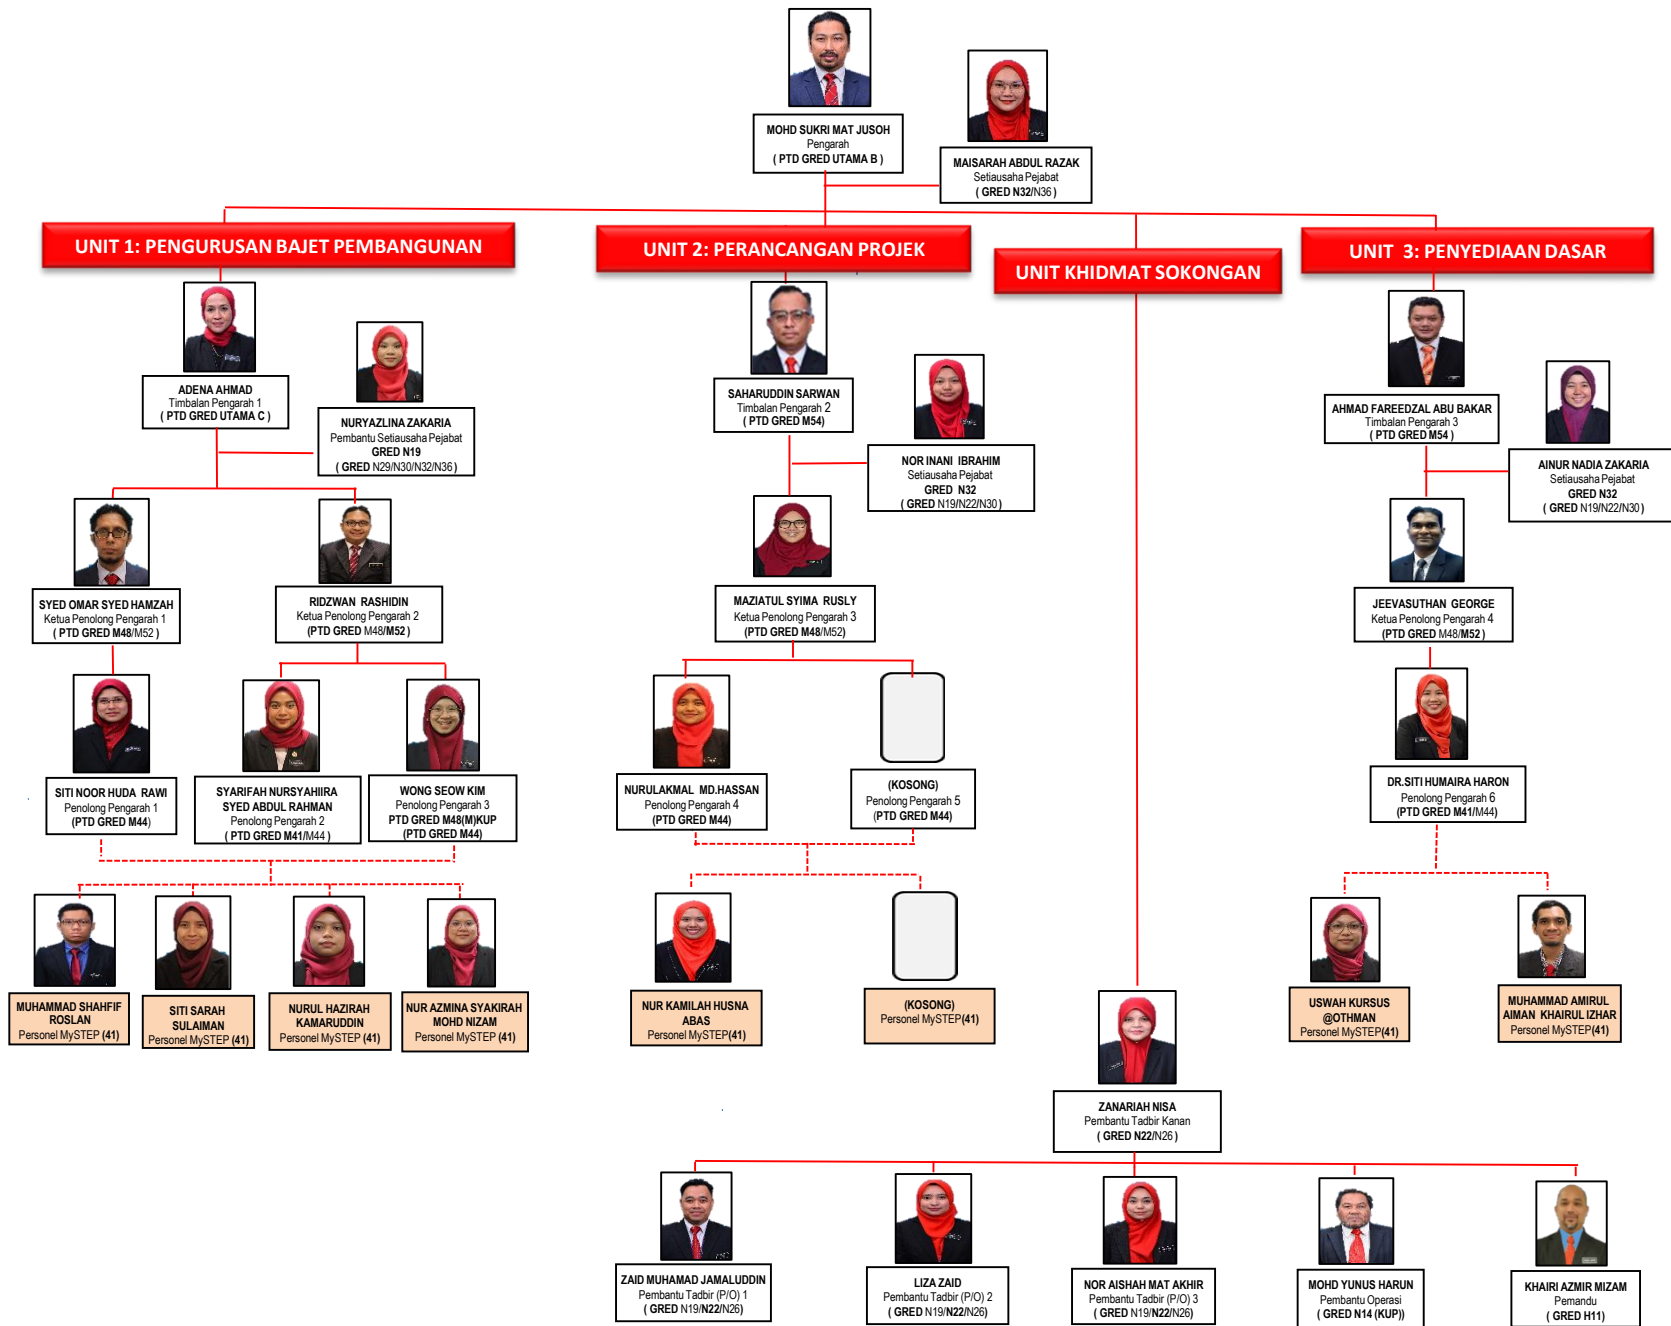 MOHD SUKRI MAT JUSOH
Pengarah
( PTD GRED UTAMA B )
MAISARAH ABDUL RAZAK
Setiausaha Pejabat
( GRED N32/N36 )
UNIT 1: PENGURUSAN BAJET PEMBANGUNAN
UNIT 2: PERANCANGAN PROJEK
UNIT KHIDMAT SOKONGAN
UNIT  3: PENYEDIAAN DASAR
ADENA AHMAD
Timbalan Pengarah 1
( PTD GRED UTAMA C )
NURYAZLINA ZAKARIA
Pembantu Setiausaha Pejabat
GRED N19
( GRED N29/N30/N32/N36 )
SAHARUDDIN SARWAN
Timbalan Pengarah 2
( PTD GRED M54)
NOR INANI  IBRAHIM
Setiausaha Pejabat
GRED  N32
( GRED N19/N22/N30 )
AHMAD FAREEDZAL ABU BAKAR
Timbalan Pengarah 3
( PTD GRED M54 )
AINUR NADIA ZAKARIA
Setiausaha Pejabat
GRED N32
( GRED N19/N22/N30 )
SYED OMAR SYED HAMZAH
Ketua Penolong Pengarah 1
( PTD GRED M48/M52 )
RIDZWAN  RASHIDIN
Ketua Penolong Pengarah 2
(PTD GRED M48/M52 )
MAZIATUL SYIMA  RUSLY
Ketua Penolong Pengarah 3
(PTD GRED M48/M52)
JEEVASUTHAN  GEORGE
Ketua Penolong Pengarah 4
(PTD GRED M48/M52 )
SITI NOOR HUDA  RAWI
Penolong Pengarah 1
(PTD GRED M44)
SYARIFAH NURSYAHIIRA
SYED ABDUL RAHMAN
Penolong Pengarah 2
( PTD GRED M41/M44 )
WONG SEOW KIM
Penolong Pengarah 3
PTD GRED M48(M)KUP
(PTD GRED M44)
NURULAKMAL  MD.HASSAN
Penolong Pengarah 4
(PTD GRED M44)
(KOSONG)
Penolong Pengarah 5
(PTD GRED M44)
DR.SITI HUMAIRA HARON
Penolong Pengarah 6
(PTD GRED M41/M44)
MUHAMMAD SHAHFIF
ROSLAN
Personel MySTEP (41)
SITI SARAH
SULAIMAN
Personel MySTEP (41)
NURUL HAZIRAH
KAMARUDDIN
Personel MySTEP (41)
NUR AZMINA SYAKIRAH
MOHD NIZAM
Personel MySTEP (41)
NUR KAMILAH HUSNA
ABAS
Personel MySTEP(41)
(KOSONG)
Personel MySTEP(41)
USWAH KURSUS
@OTHMAN
Personel MySTEP(41)
MUHAMMAD AMIRUL
AIMAN  KHAIRUL IZHAR
Personel MySTEP(41)
ZANARIAH NISA
Pembantu Tadbir Kanan
( GRED N22/N26 )
ZAID MUHAMAD JAMALUDDIN
Pembantu Tadbir (P/O) 1
( GRED N19/N22/N26)
LIZA ZAID
Pembantu Tadbir (P/O) 2
( GRED N19/N22/N26)
NOR AISHAH MAT AKHIR
Pembantu Tadbir (P/O) 3
( GRED N19/N22/N26)
MOHD YUNUS HARUN
Pembantu Operasi
( GRED N14 (KUP))
KHAIRI AZMIR MIZAM
Pemandu
( GRED H11)